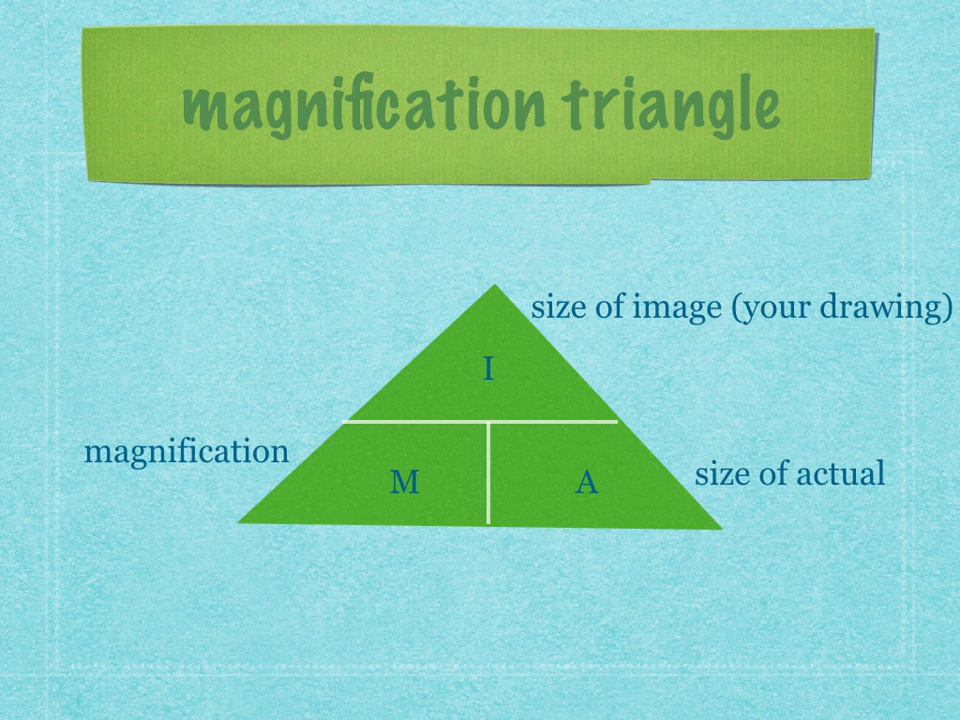 magnification triangle
size of image (your drawing)
I
magnification
M
A
size of actual